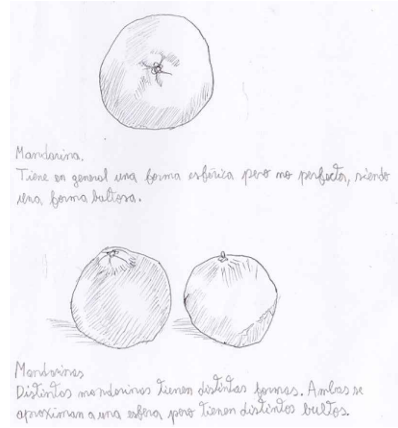 Mandarina.
Tiene en general una forma esférica pero no perfecta, siendo
una forma bultosa.
Mandarinas
Distintas mandarinas tienen distintas formas. Ambas se
aproximan a una esfera pero tienen distintos bultos.